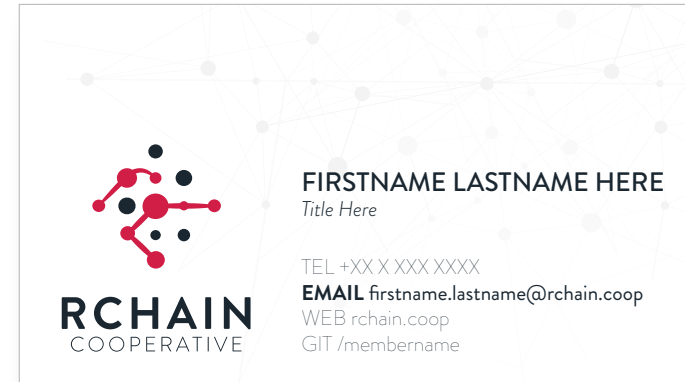 FIRSTNAME LASTNAME HERE
Title Here
TEL +XX X XXX XXXX
EMAIL firstname.lastname@rchain.coop
WEB rchain.coop
GIT /membername
RCHAIN
COOPERATIVE